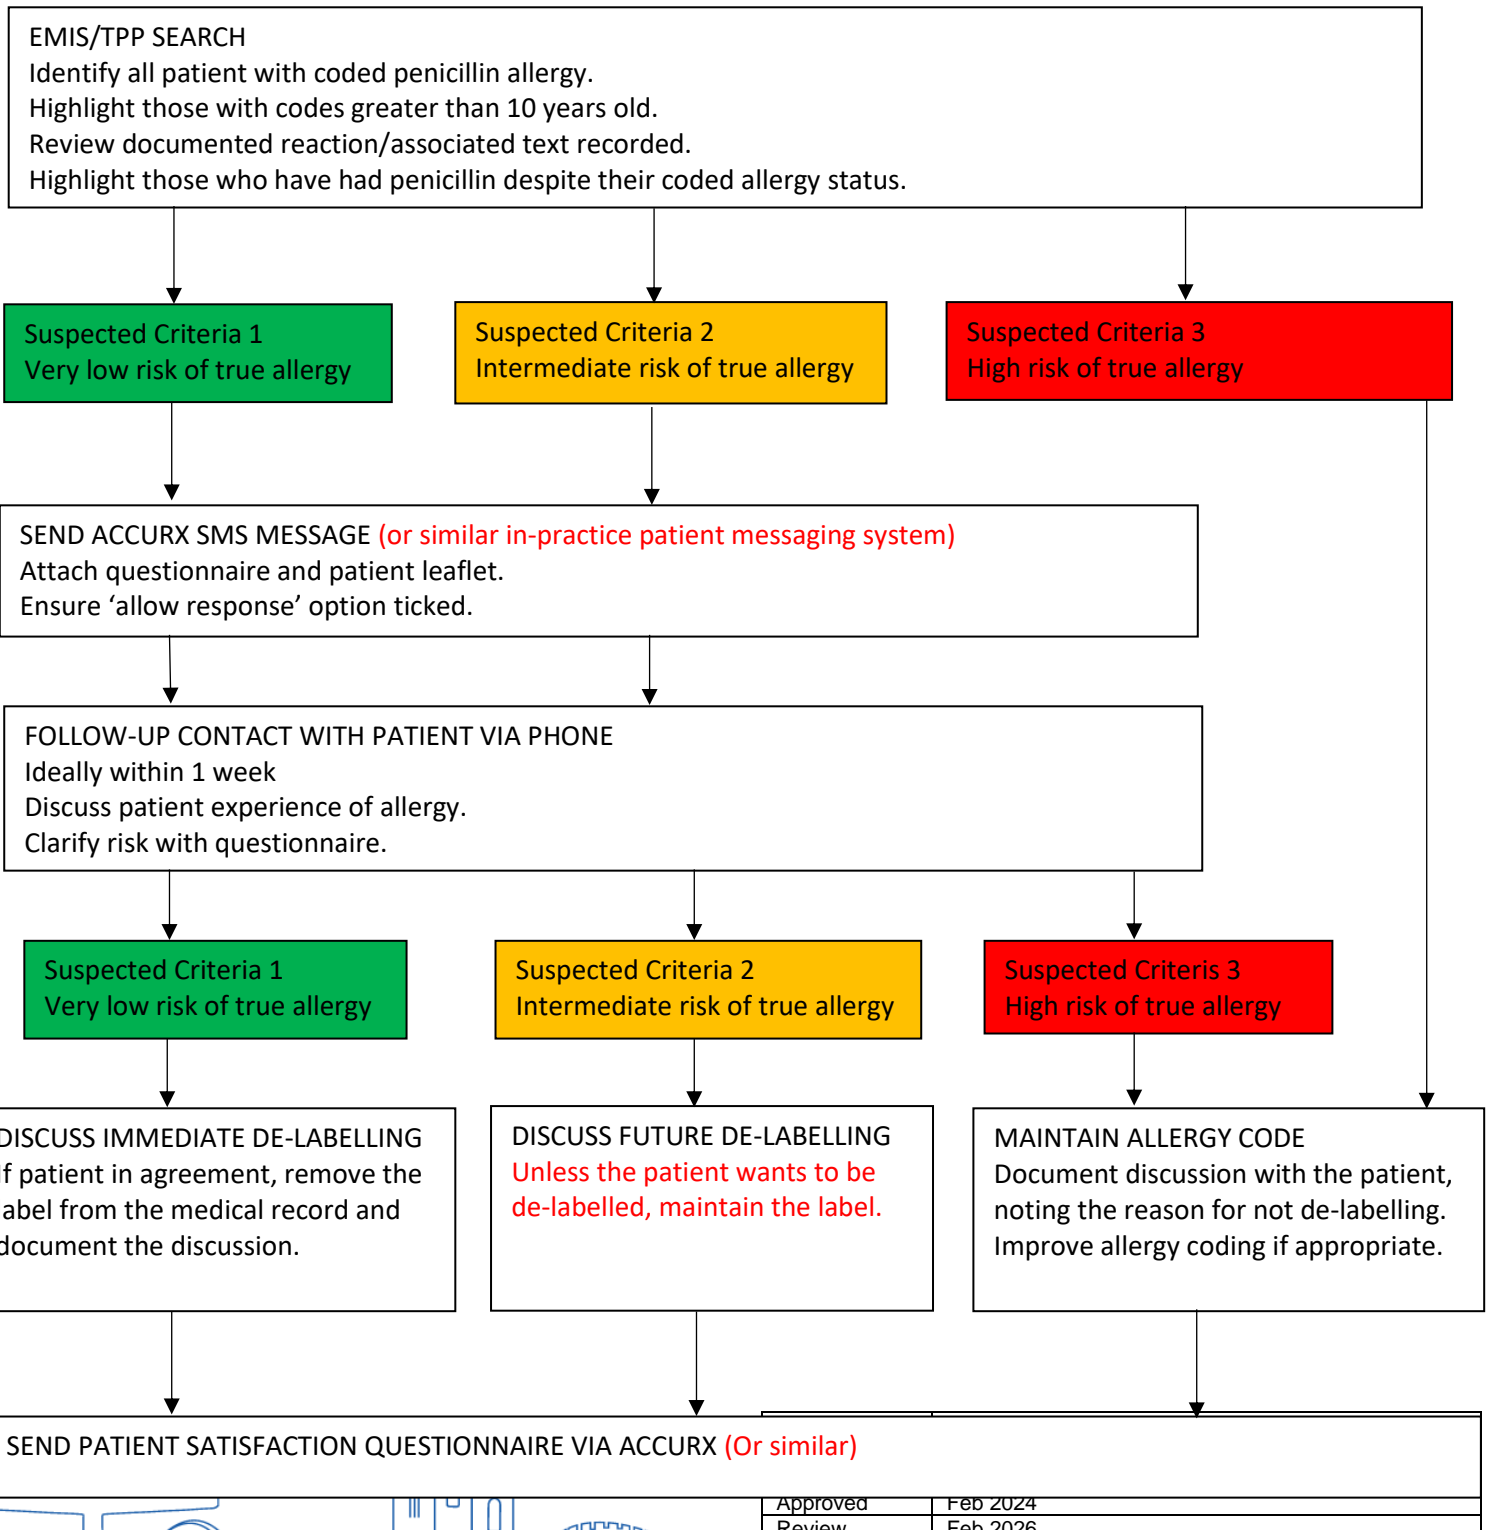 EMIS/TPP SEARCH
Identify all patient with coded penicillin allergy.
Highlight those with codes greater than 10 years old.
Review documented reaction/associated text recorded.
Highlight those who have had penicillin despite their coded allergy status.
Suspected Criteria 1
Very low risk of true allergy
Suspected Criteria 2
Intermediate risk of true allergy
Suspected Criteria 3
High risk of true allergy
SEND ACCURX SMS MESSAGE (or similar in-practice patient messaging system)
Attach questionnaire and patient leaflet.
Ensure ‘allow response’ option ticked.
FOLLOW-UP CONTACT WITH PATIENT VIA PHONE
Ideally within 1 week
Discuss patient experience of allergy.
Clarify risk with questionnaire.
Suspected Criteria 1
Very low risk of true allergy
Suspected Criteria 2
Intermediate risk of true allergy
Suspected Criteris 3
High risk of true allergy
DISCUSS IMMEDIATE DE-LABELLING
If patient in agreement, remove the
label from the medical record and
document the discussion.
DISCUSS FUTURE DE-LABELLING
Unless the patient wants to be
de-labelled, maintain the label.
MAINTAIN ALLERGY CODE
Document discussion with the patient,
noting the reason for not de-labelling.
Improve allergy coding if appropriate.
SEND PATIENT SATISFACTION QUESTIONNAIRE VIA ACCURX (Or similar)
Approved Feb 2024
Review Feb 2026